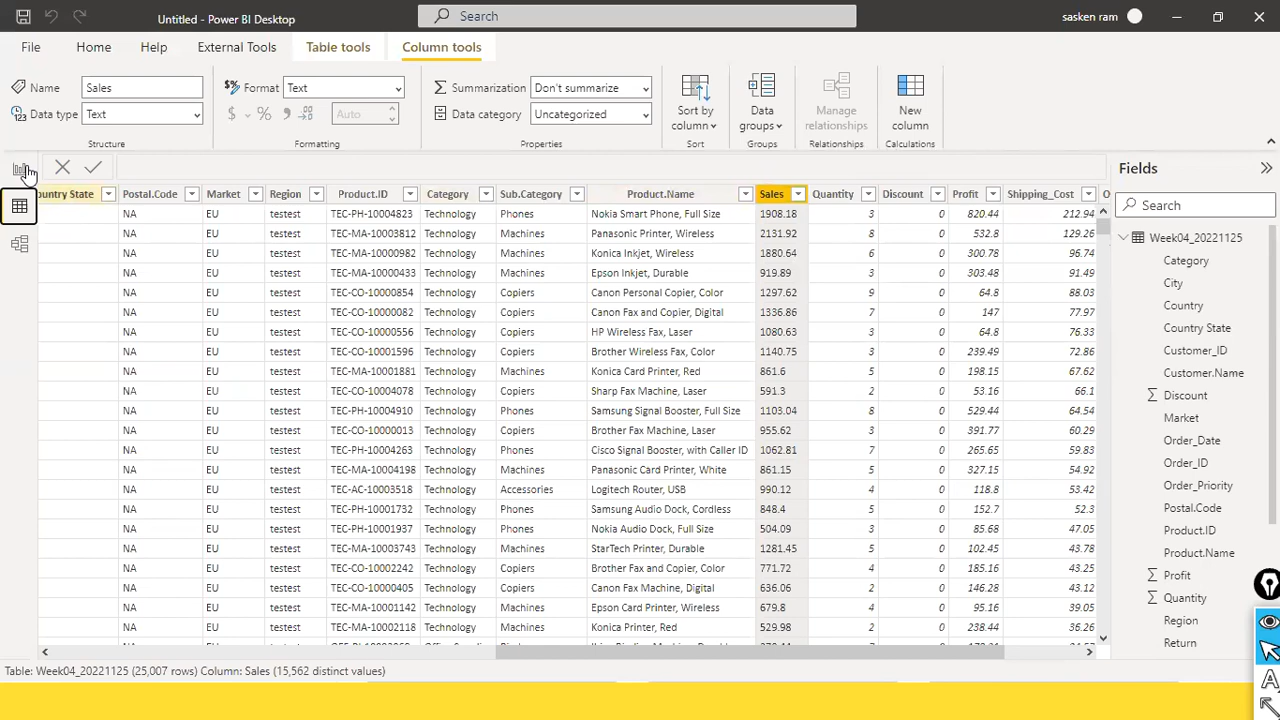 Untitled - Power BI Desktop Search sasken ram
File Home Help External Tools Table tools Column tools
Name Sales Format Text Summarization Don't summarize Sort by column Data groups Manage relationships New column
Data type Text $ % Auto Data category Uncategorized
Structure Formatting Properties Sort Groups Relationships Calculations
Country State Postal.Code Market Region Product.ID Category Sub.Category Product.Name Sales Quantity Discount Profit Shipping_Cost O
NA EU testest TEC-PH-10004823 Technology Phones Nokia Smart Phone, Full Size 1908.18 3 0 820.44 212.94
NA EU testest TEC-MA-10003812 Technology Machines Panasonic Printer, Wireless 2131.92 8 0 532.8 129.26
NA EU testest TEC-MA-10000982 Technology Machines Konica Inkjet, Wireless 1880.64 6 0 300.78 96.74
NA EU testest TEC-MA-10000433 Technology Machines Epson Inkjet, Durable 919.89 3 0 303.48 91.49
NA EU testest TEC-CO-10000854 Technology Copiers Canon Personal Copier, Color 1297.62 9 0 64.8 88.03
NA EU testest TEC-CO-10000082 Technology Copiers Canon Fax and Copier, Digital 1336.86 7 0 147 77.97
NA EU testest TEC-CO-10000556 Technology Copiers HP Wireless Fax, Laser 1080.63 3 0 64.8 76.33
NA EU testest TEC-CO-10001596 Technology Copiers Brother Wireless Fax, Color 1140.75 3 0 239.49 72.86
NA EU testest TEC-MA-10001881 Technology Machines Konica Card Printer, Red 861.6 5 0 198.15 67.62
NA EU testest TEC-CO-10004078 Technology Copiers Sharp Fax Machine, Laser 591.3 2 0 53.16 66.1
NA EU testest TEC-PH-10004910 Technology Phones Samsung Signal Booster, Full Size 1103.04 8 0 529.44 64.54
NA EU testest TEC-CO-10000013 Technology Copiers Brother Fax Machine, Laser 955.62 3 0 391.77 60.29
NA EU testest TEC-PH-10004263 Technology Phones Cisco Signal Booster, with Caller ID 1062.81 7 0 265.65 59.83
NA EU testest TEC-MA-10004198 Technology Machines Panasonic Card Printer, White 861.15 5 0 327.15 54.92
NA EU testest TEC-AC-10003518 Technology Accessories Logitech Router, USB 990.12 4 0 118.8 53.42
NA EU testest TEC-PH-10001732 Technology Phones Samsung Audio Dock, Cordless 848.4 5 0 152.7 52.3
NA EU testest TEC-PH-10001937 Technology Phones Nokia Audio Dock, Full Size 504.09 3 0 85.68 47.05
NA EU testest TEC-MA-10003743 Technology Machines StarTech Printer, Durable 1281.45 5 0 102.45 43.78
NA EU testest TEC-CO-10002242 Technology Copiers Brother Fax and Copier, Color 771.72 4 0 185.16 43.25
NA EU testest TEC-CO-10000405 Technology Copiers Canon Fax Machine, Digital 636.06 2 0 146.28 43.12
NA EU testest TEC-MA-10001142 Technology Machines Epson Card Printer, Wireless 679.8 4 0 95.16 39.05
NA EU testest TEC-MA-10002118 Technology Machines Konica Printer, Red 529.98 2 0 238.44 36.26
Table: Week04_20221125 (25,007 rows) Column: Sales (15,562 distinct values)
Fields
Search
Week04_20221125
Category
City
Country
Country State
Customer_ID
Customer.Name
Discount
Market
Order_Date
Order_ID
Order_Priority
Postal.Code
Product.ID
Product.Name
Profit
Quantity
Region
Return
A